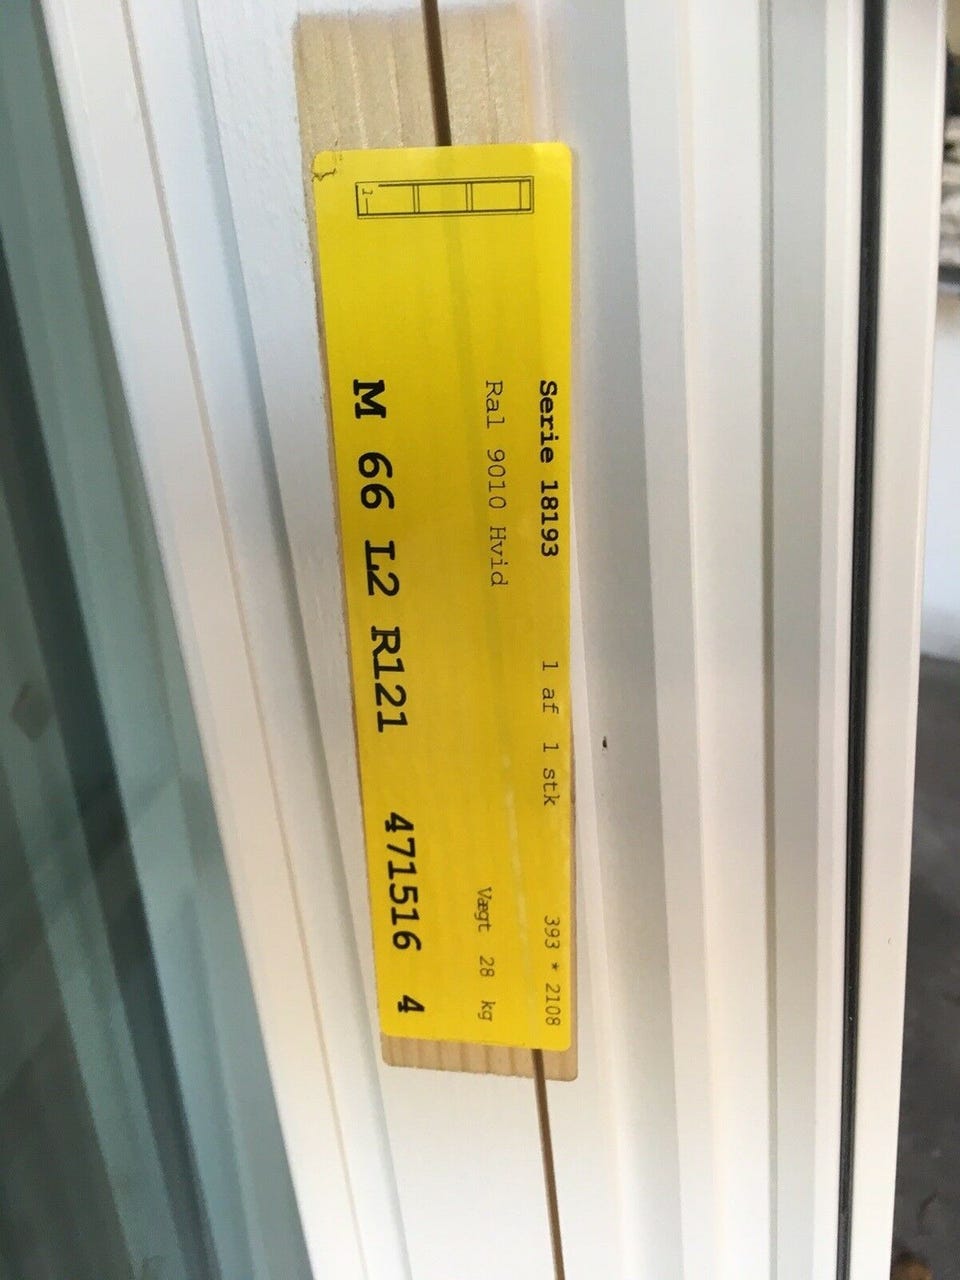 Serie 18193 1 af 1 stk 393 * 2108
Ral 9010 Hvid Vægt 28 kg
M 66 L2 R121 471516 4